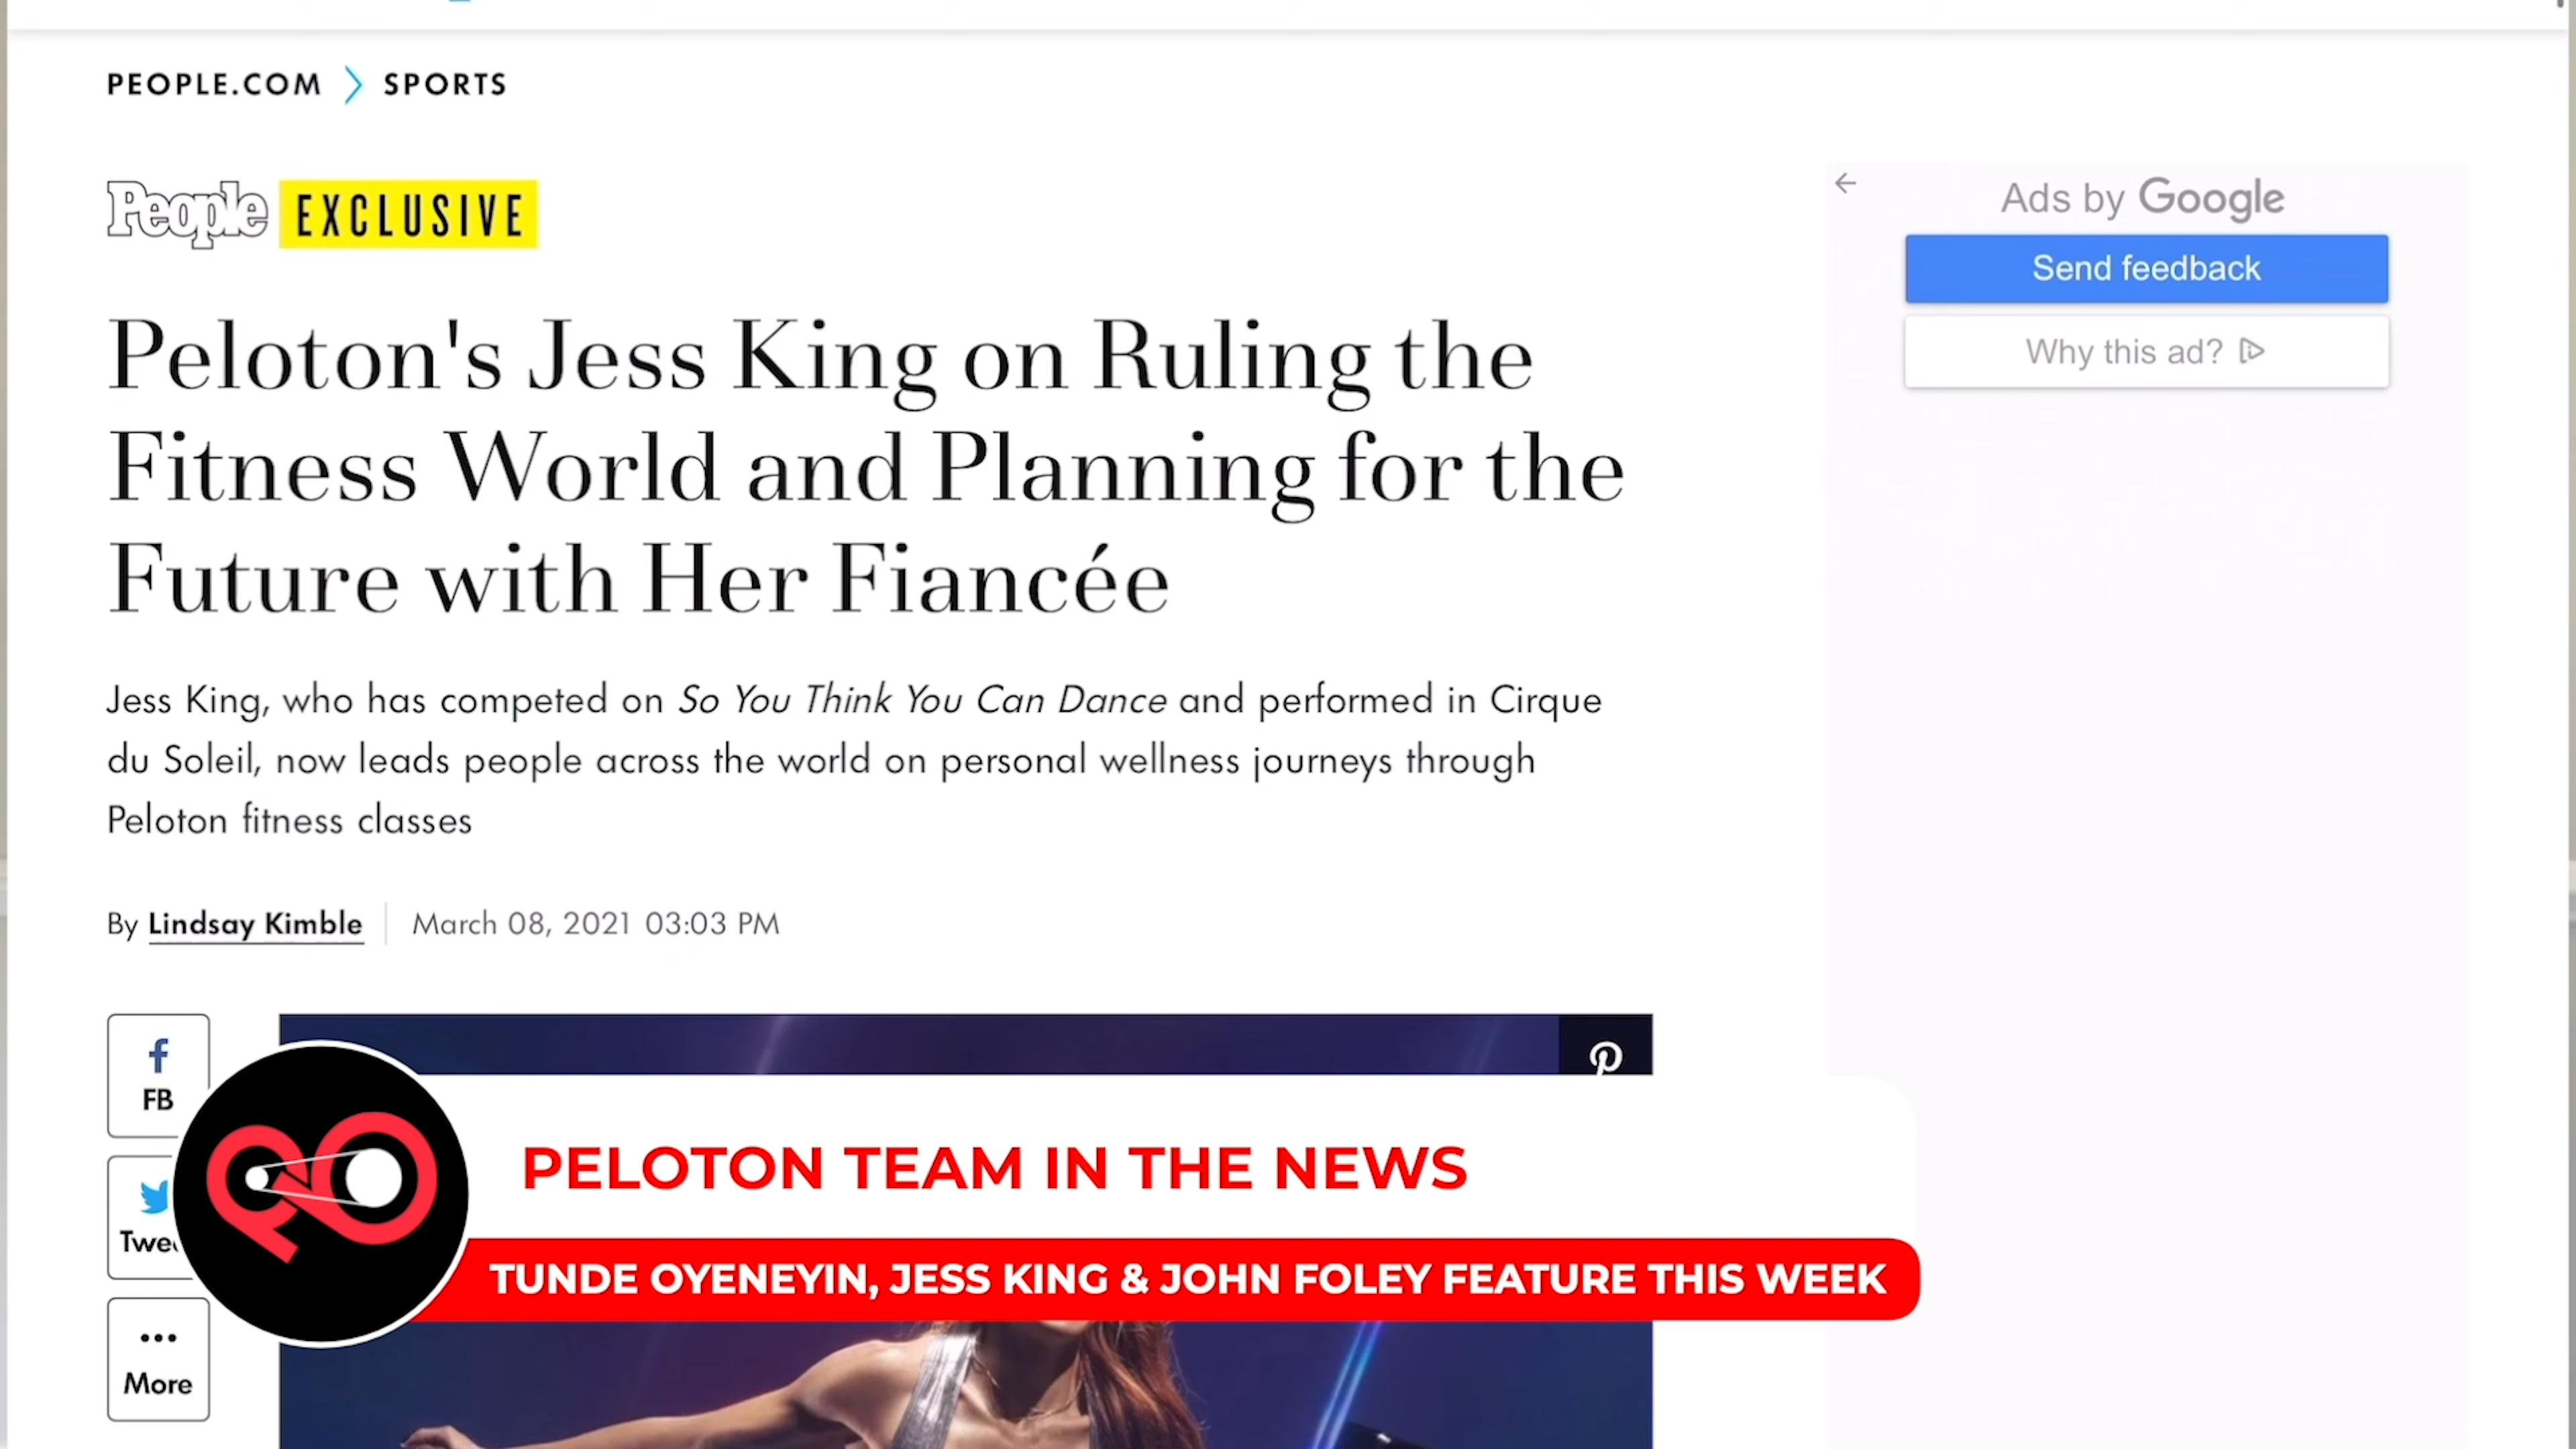 PEOPLE.COM > SPORTS
People EXCLUSIVE
Peloton's Jess King on Ruling the
Fitness World and Planning for the
Future with Her Fiancée
Jess King, who has competed on So You Think You Can Dance and performed in Cirque
du Soleil, now leads people across the world on personal wellness journeys through
Peloton fitness classes
By Lindsay Kimble March 08, 2021 03:03 PM
Ads by Google
Send feedback
Why this ad?
FB
Twee
More
PELOTON TEAM IN THE NEWS
TUNDE OYENEYIN, JESS KING & JOHN FOLEY FEATURE THIS WEEK